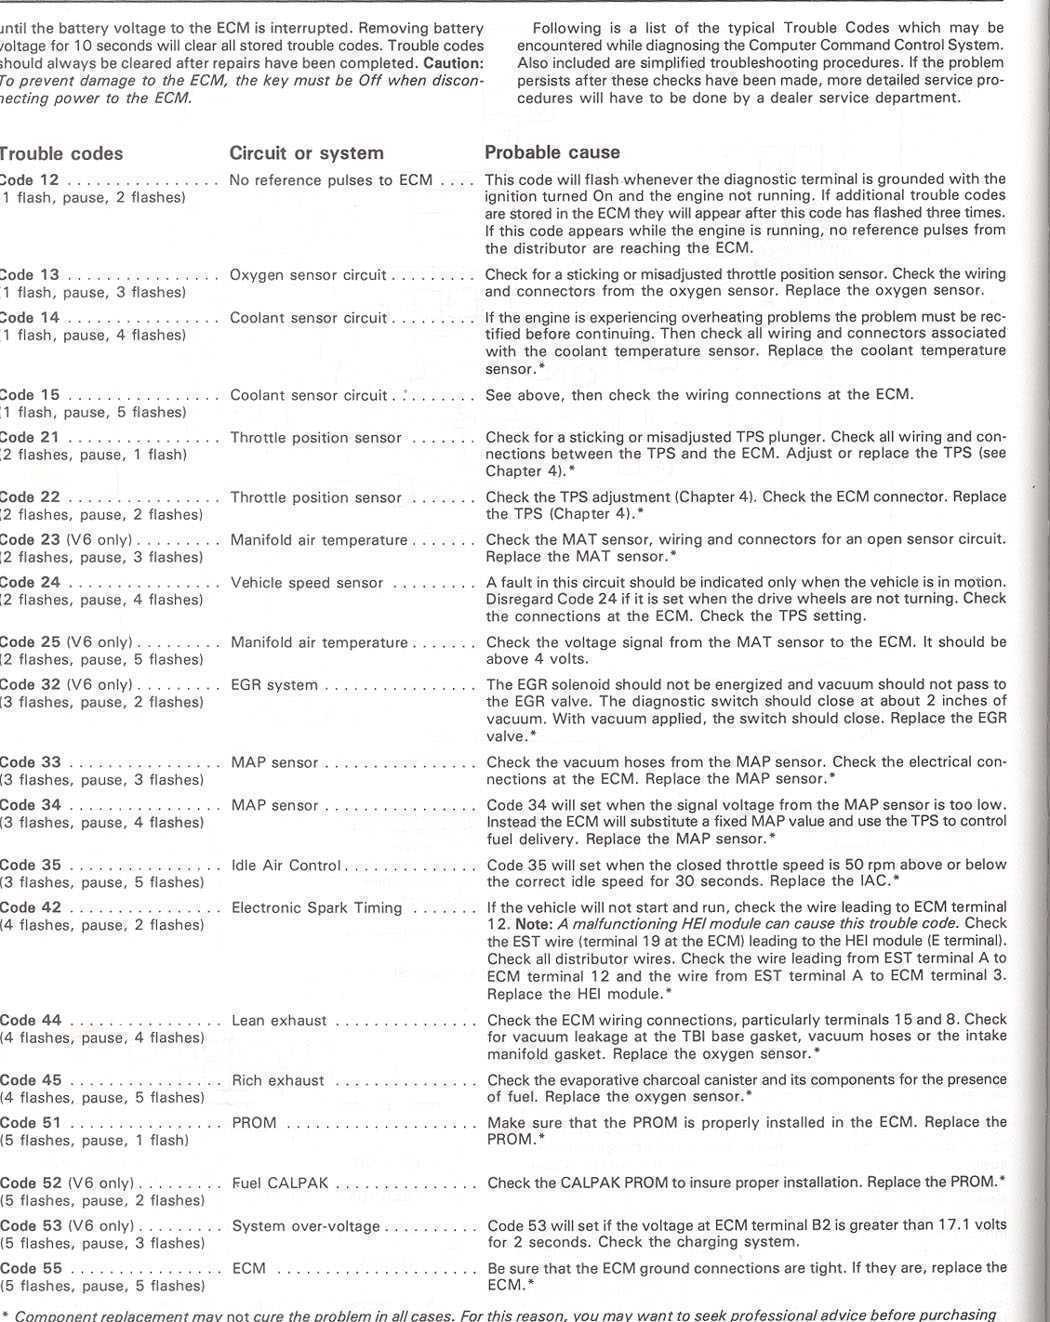 until the battery voltage to the ECM is interrupted. Removing battery
voltage for 10 seconds will clear all stored trouble codes. Trouble codes
should always be cleared after repairs have been completed. Caution:
To prevent damage to the ECM, the key must be Off when discon-
necting power to the ECM.
Following is a list of the typical Trouble Codes which may be
encountered while diagnosing the Computer Command Control System.
Also included are simplified troubleshooting procedures. If the problem
persists after these checks have been made, more detailed service pro-
cedures will have to be done by a dealer service department.
Trouble codes Circuit or system Probable cause
Code 12 . . . . . . . . . . . . . . . . No reference pulses to ECM . . . . This code will flash whenever the diagnostic terminal is grounded with the
(1 flash, pause, 2 flashes) ignition turned On and the engine not running. If additional trouble codes
are stored in the ECM they will appear after this code has flashed three times.
If this code appears while the engine is running, no reference pulses from
the distributor are reaching the ECM.
Code 13 . . . . . . . . . . . . . . . . Oxygen sensor circuit . . . . . . . . . Check for a sticking or misadjusted throttle position sensor. Check the wiring
(1 flash, pause, 3 flashes) and connectors from the oxygen sensor. Replace the oxygen sensor.
Code 14 . . . . . . . . . . . . . . . . Coolant sensor circuit . . . . . . . . . If the engine is experiencing overheating problems the problem must be rec-
(1 flash, pause, 4 flashes) tified before continuing. Then check all wiring and connectors associated
with the coolant temperature sensor. Replace the coolant temperature
sensor.*
Code 15 . . . . . . . . . . . . . . . . Coolant sensor circuit . . . . . . . . . See above, then check the wiring connections at the ECM.
(1 flash, pause, 5 flashes)
Code 21 . . . . . . . . . . . . . . . . Throttle position sensor . . . . . . . Check for a sticking or misadjusted TPS plunger. Check all wiring and con-
(2 flashes, pause, 1 flash) nections between the TPS and the ECM. Adjust or replace the TPS (see
Chapter 4).*
Code 22 . . . . . . . . . . . . . . . . Throttle position sensor . . . . . . . Check the TPS adjustment (Chapter 4). Check the ECM connector. Replace
(2 flashes, pause, 2 flashes) the TPS (Chapter 4).*
Code 23 (V6 only) . . . . . . . . . Manifold air temperature . . . . . . . Check the MAT sensor, wiring and connectors for an open sensor circuit.
(2 flashes, pause, 3 flashes) Replace the MAT sensor.*
Code 24 . . . . . . . . . . . . . . . . Vehicle speed sensor . . . . . . . . . A fault in this circuit should be indicated only when the vehicle is in motion.
(2 flashes, pause, 4 flashes) Disregard Code 24 if it is set when the drive wheels are not turning. Check
the connections at the ECM. Check the TPS setting.
Code 25 (V6 only) . . . . . . . . . Manifold air temperature . . . . . . . Check the voltage signal from the MAT sensor to the ECM. It should be
(2 flashes, pause, 5 flashes) above 4 volts.
Code 32 (V6 only) . . . . . . . . . EGR system . . . . . . . . . . . . . . . . The EGR solenoid should not be energized and vacuum should not pass to
(3 flashes, pause, 2 flashes) the EGR valve. The diagnostic switch should close at about 2 inches of
vacuum. With vacuum applied, the switch should close. Replace the EGR
valve.*
Code 33 . . . . . . . . . . . . . . . . MAP sensor . . . . . . . . . . . . . . . . Check the vacuum hoses from the MAP sensor. Check the electrical con-
(3 flashes, pause, 3 flashes) nections at the ECM. Replace the MAP sensor.*
Code 34 . . . . . . . . . . . . . . . . MAP sensor . . . . . . . . . . . . . . . . Code 34 will set when the signal voltage from the MAP sensor is too low.
(3 flashes, pause, 4 flashes) Instead the ECM will substitute a fixed MAP value and use the TPS to control
fuel delivery. Replace the MAP sensor.*
Code 35 . . . . . . . . . . . . . . . . Idle Air Control . . . . . . . . . . . . . . Code 35 will set when the closed throttle speed is 50 rpm above or below
(3 flashes, pause, 5 flashes) the correct idle speed for 30 seconds. Replace the IAC.*
Code 42 . . . . . . . . . . . . . . . . Electronic Spark Timing . . . . . . . If the vehicle will not start and run, check the wire leading to ECM terminal
(4 flashes, pause, 2 flashes) 12. Note: A malfunctioning HEI module can cause this trouble code. Check
the EST wire (terminal 19 at the ECM) leading to the HEI module (E terminal).
Check all distributor wires. Check the wire leading from EST terminal A to
ECM terminal 12 and the wire from EST terminal A to ECM terminal 3.
Replace the HEI module.*
Code 44 . . . . . . . . . . . . . . . . Lean exhaust . . . . . . . . . . . . . . . Check the ECM wiring connections, particularly terminals 15 and 8. Check
(4 flashes, pause, 4 flashes) for vacuum leakage at the TBI base gasket, vacuum hoses or the intake
manifold gasket. Replace the oxygen sensor.*
Code 45 . . . . . . . . . . . . . . . . Rich exhaust . . . . . . . . . . . . . . . Check the evaporative charcoal canister and its components for the presence
(4 flashes, pause, 5 flashes) of fuel. Replace the oxygen sensor.*
Code 51 . . . . . . . . . . . . . . . . PROM . . . . . . . . . . . . . . . . . . . . Make sure that the PROM is properly installed in the ECM. Replace the
(5 flashes, pause, 1 flash) PROM.*
Code 52 (V6 only) . . . . . . . . . Fuel CALPAK . . . . . . . . . . . . . . . Check the CALPAK PROM to insure proper installation. Replace the PROM.*
(5 flashes, pause, 2 flashes)
Code 53 (V6 only) . . . . . . . . . System over-voltage . . . . . . . . . . Code 53 will set if the voltage at ECM terminal B2 is greater than 17.1 volts
(5 flashes, pause, 3 flashes) for 2 seconds. Check the charging system.
Code 55 . . . . . . . . . . . . . . . . ECM . . . . . . . . . . . . . . . . . . . . . Be sure that the ECM ground connections are tight. If they are, replace the
(5 flashes, pause, 5 flashes) ECM.*
* Component replacement may not cure the problem in all cases. For this reason, you may want to seek professional advice before purchasing